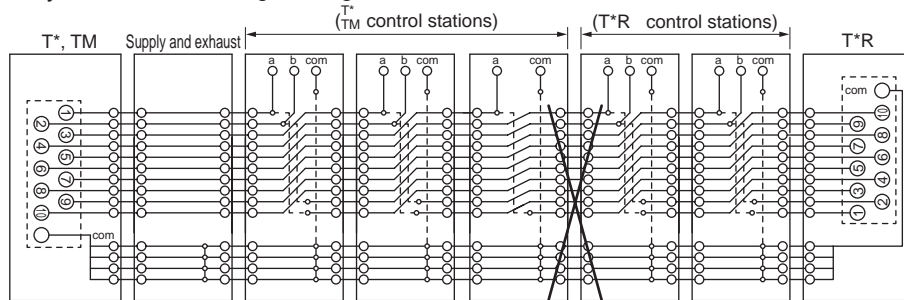 T*
(TM control stations)
(T*R control stations)
T*, TM
Supply and exhaust
T*R
a b com
a b com
a com
a b com
a b com
com
1
2
3
4
5
6
7
8
9
10
com
10
9
8
7
6
5
4
3
2
1